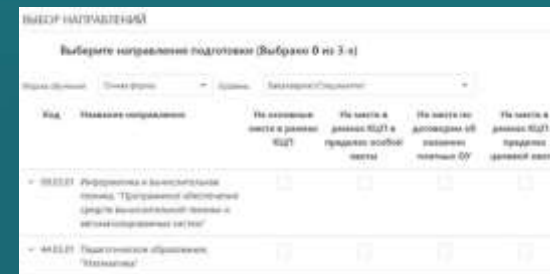 ВЫБОР НАПРАВЛЕНИЙ
Выберите направление подготовки (Выбрано 0 из 3-х)
Форма обучения Очная форма Уровень Бакалавриат/Специалитет
Код Название направления
На основные места в рамках КЦП
На места в рамках КЦП в пределах особой квоты
На места по договорам об оказании платных ОУ
На места в рамках КЦП в пределах целевой квоты
09.03.01 Информатика и вычислительная
техника, "Программное обеспечение
средств вычислительной техники и
автоматизированных систем"
44.03.01 Педагогическое образование,
"Математика"